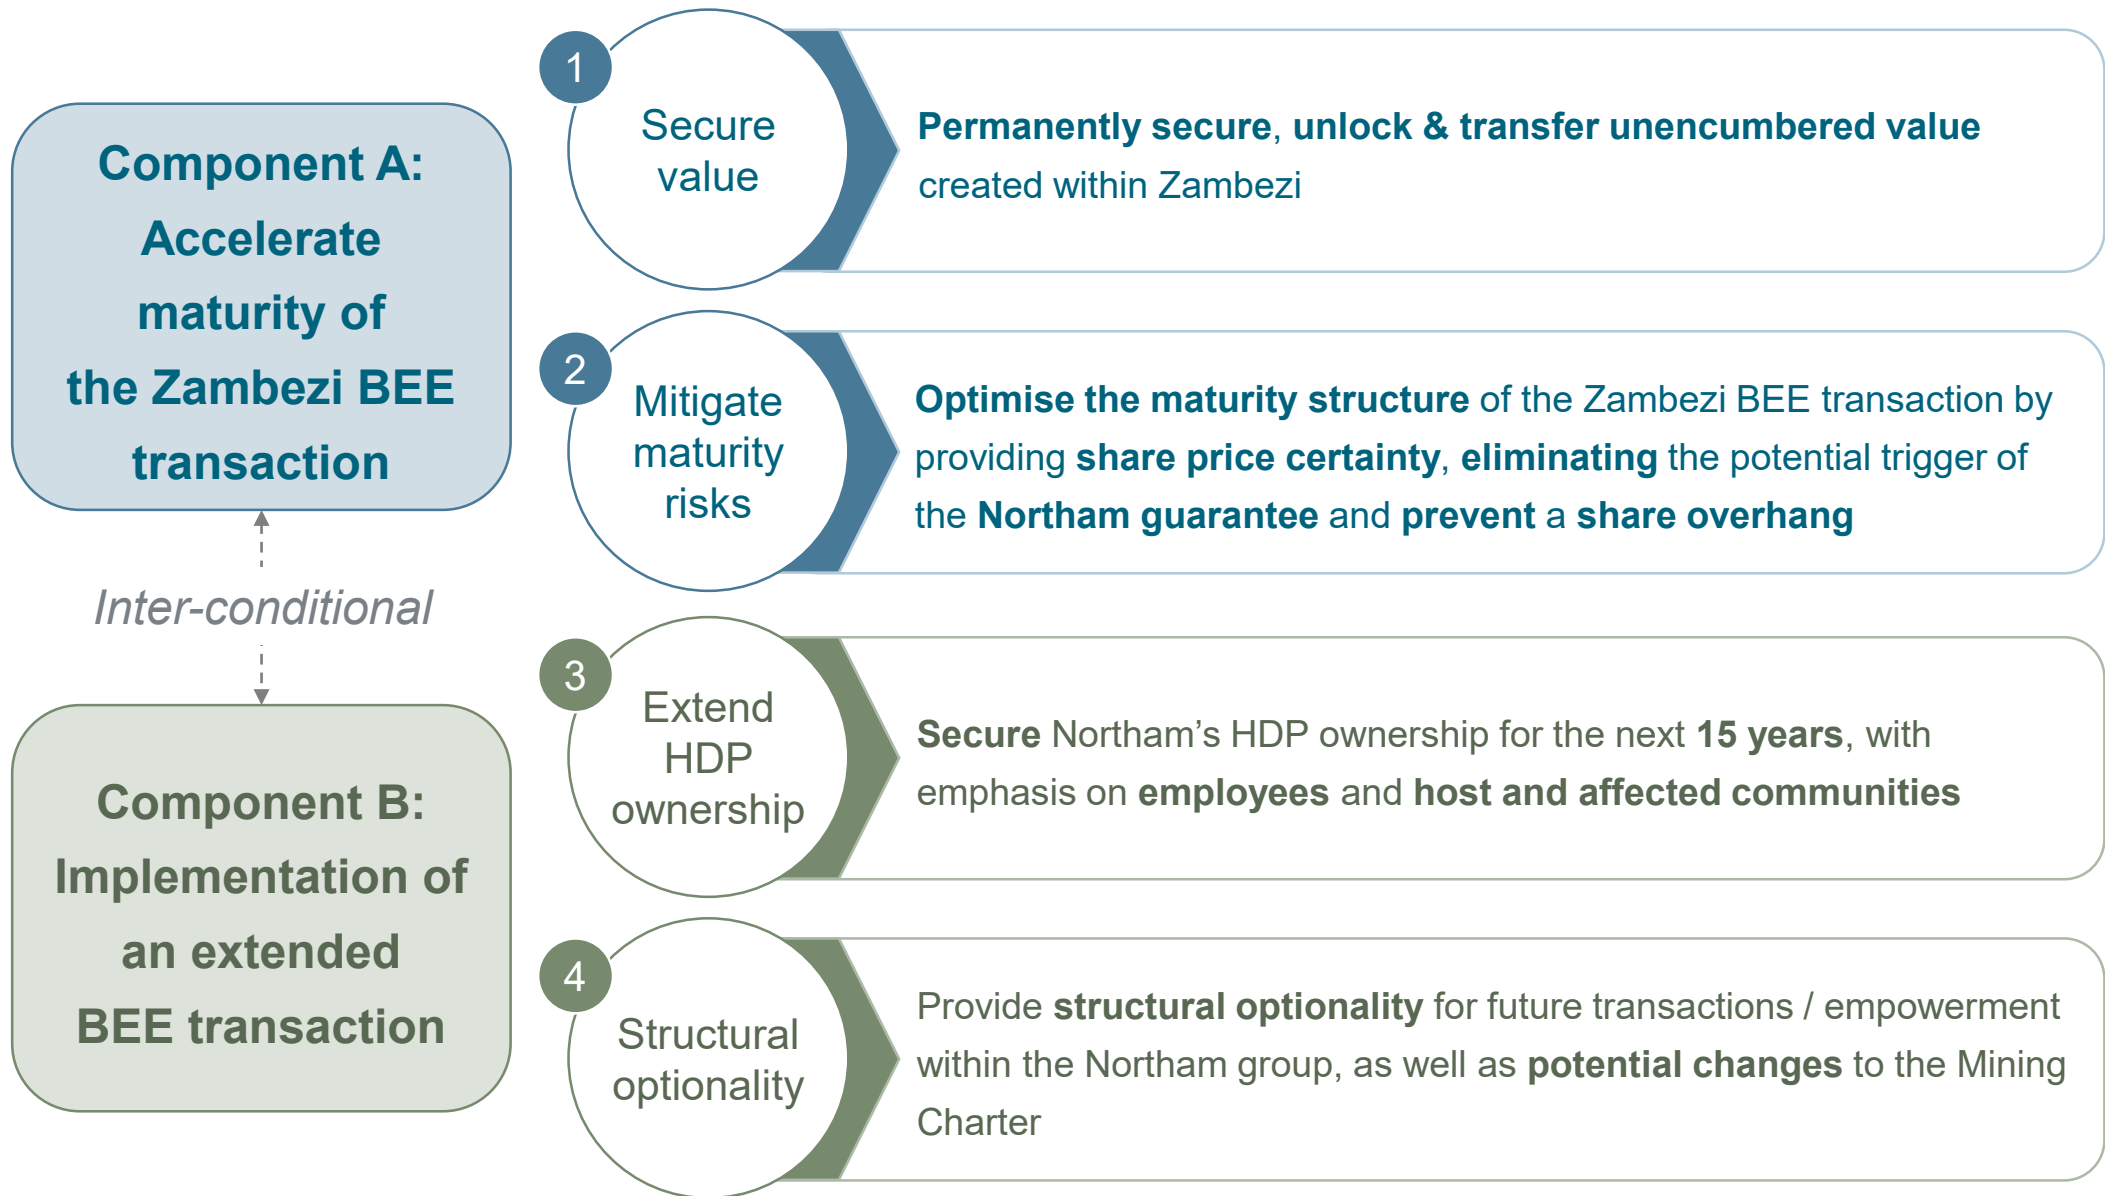 Component A:
Accelerate
maturity of
the Zambezi BEE
transaction
Inter-conditional
Component B:
Implementation of
an extended
BEE transaction
1
Secure
value
Permanently secure, unlock & transfer unencumbered value
created within Zambezi
2
Mitigate
maturity
risks
Optimise the maturity structure of the Zambezi BEE transaction by
providing share price certainty, eliminating the potential trigger of
the Northam guarantee and prevent a share overhang
3
Extend
HDP
ownership
Secure Northam’s HDP ownership for the next 15 years, with
emphasis on employees and host and affected communities
4
Structural
optionality
Provide structural optionality for future transactions / empowerment
within the Northam group, as well as potential changes to the Mining
Charter